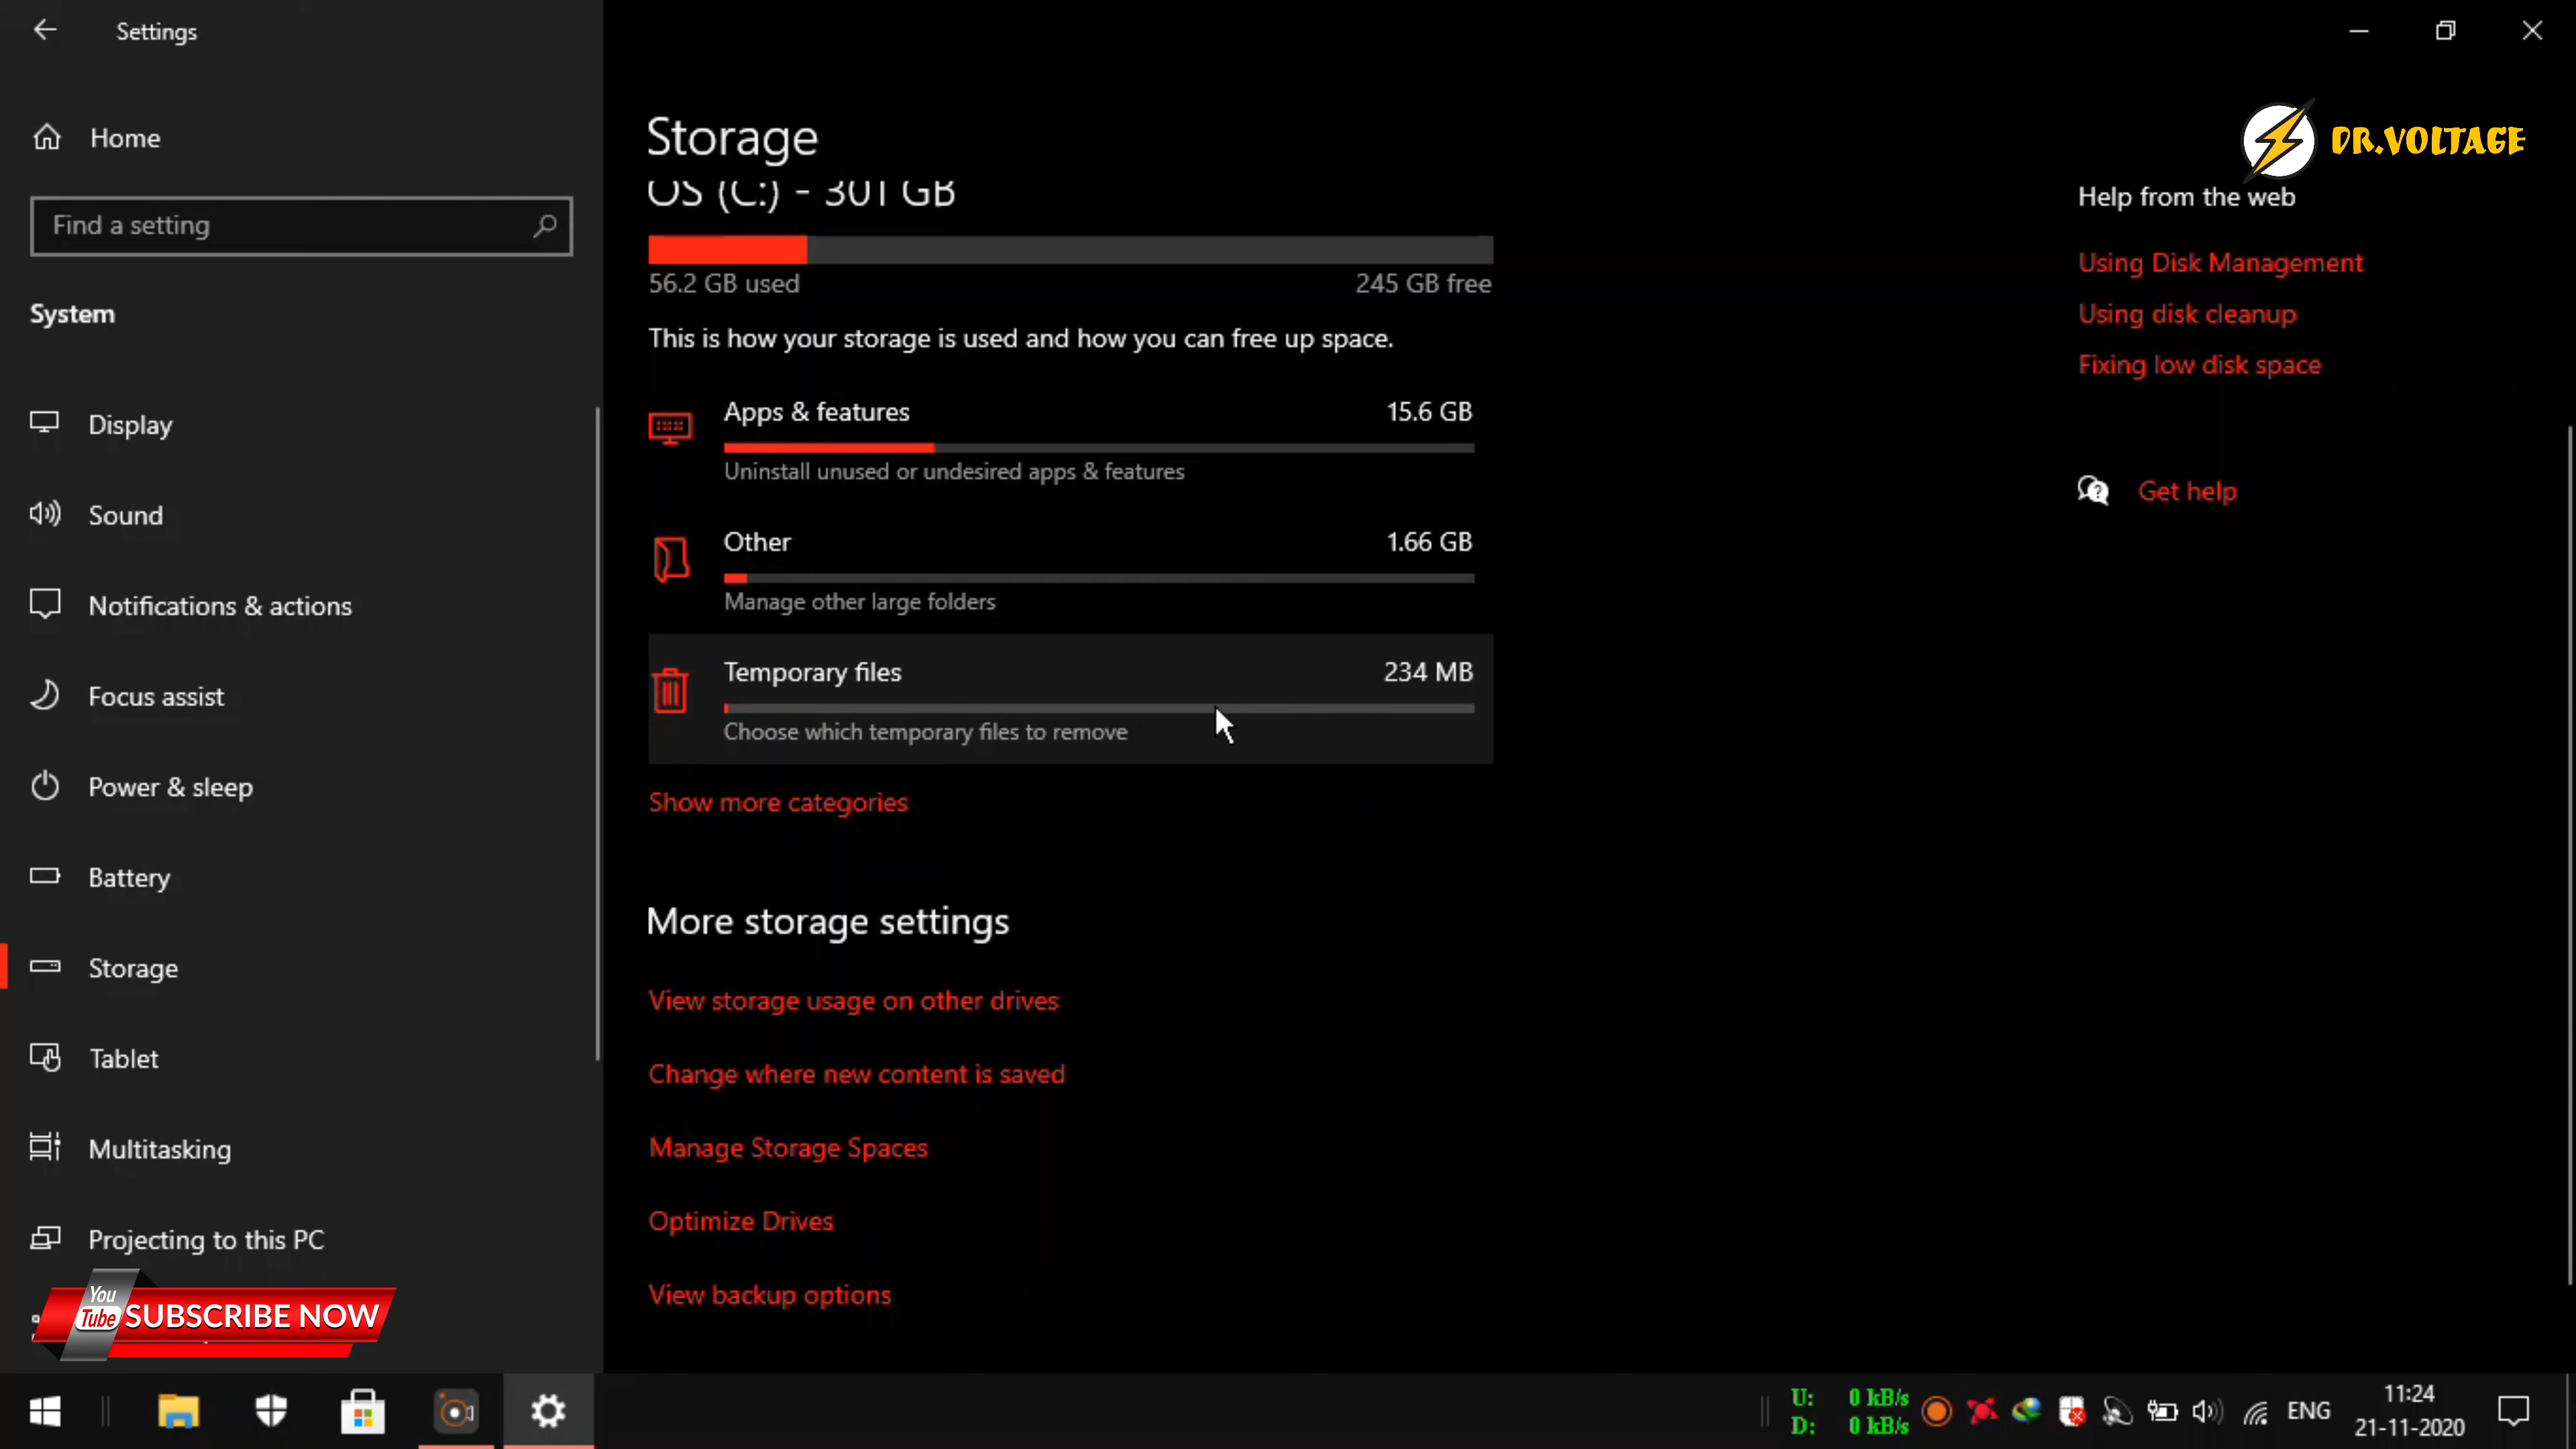 Settings
Home
Find a setting
System
Display
Sound
Notifications & actions
Focus assist
Power & sleep
Battery
Storage
Tablet
Multitasking
Projecting to this PC
You
Tube
SUBSCRIBE NOW
Storage
OS (C:) - 301 GB
56.2 GB used
245 GB free
This is how your storage is used and how you can free up space.
Apps & features
15.6 GB
Uninstall unused or undesired apps & features
Other
1.66 GB
Manage other large folders
Temporary files
234 MB
Choose which temporary files to remove
Show more categories
More storage settings
View storage usage on other drives
Change where new content is saved
Manage Storage Spaces
Optimize Drives
View backup options
DR.VOLTAGE
Help from the web
Using Disk Management
Using disk cleanup
Fixing low disk space
Get help
U: 0 kB/s
D: 0 kB/s
ENG
11:24
21-11-2020